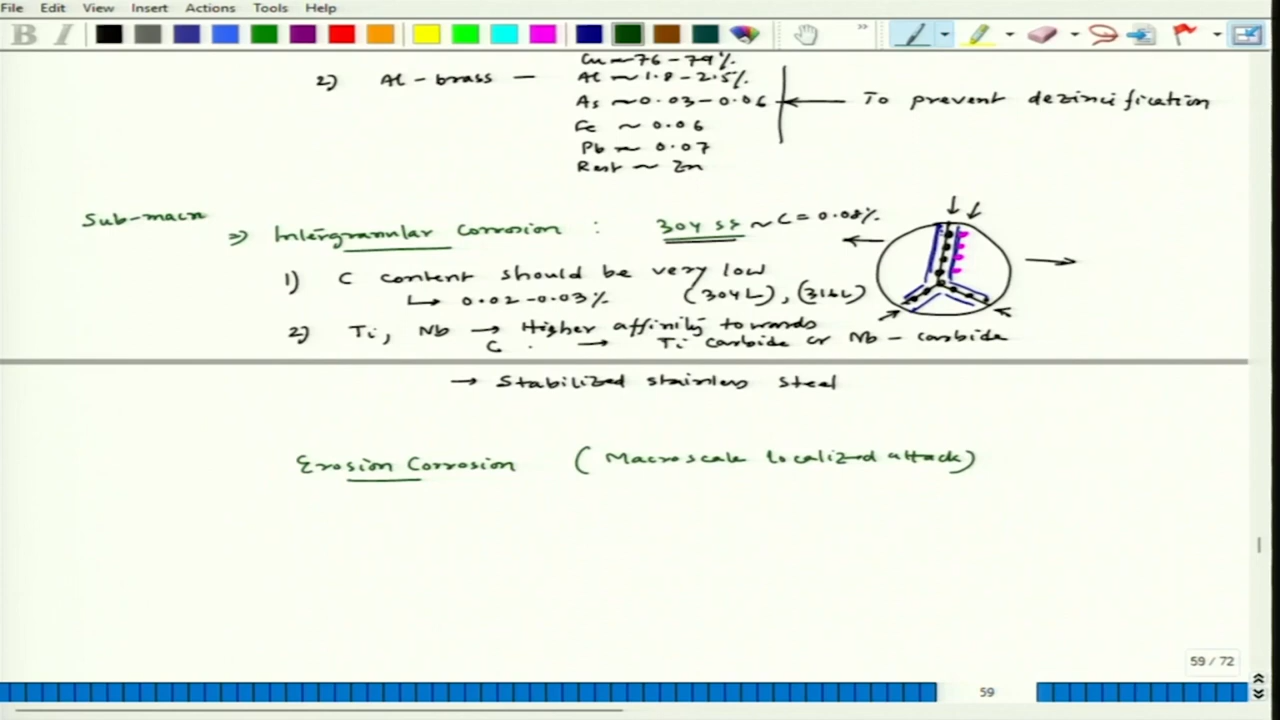 File Edit View Insert Actions Tools Help
B I
Cu ~ 76 - 79%
2) Al - brass — Al ~ 1.8 - 2.5%
As ~ 0.03 - 0.06 ← To prevent dezincification
Fe ~ 0.06
Pb ~ 0.07
Rest ~ Zn
Sub-macro
⇒ Intergranular Corrosion : 304 SS ~ C = 0.08%
1) C content should be very low
↳ 0.02 - 0.03% (304L), (316L)
2) Ti, Nb → Higher affinity towards
C → Ti carbide or Nb - carbide
→ Stabilized stainless steel
Erosion Corrosion (Macroscale localized attack)
59 / 72
59